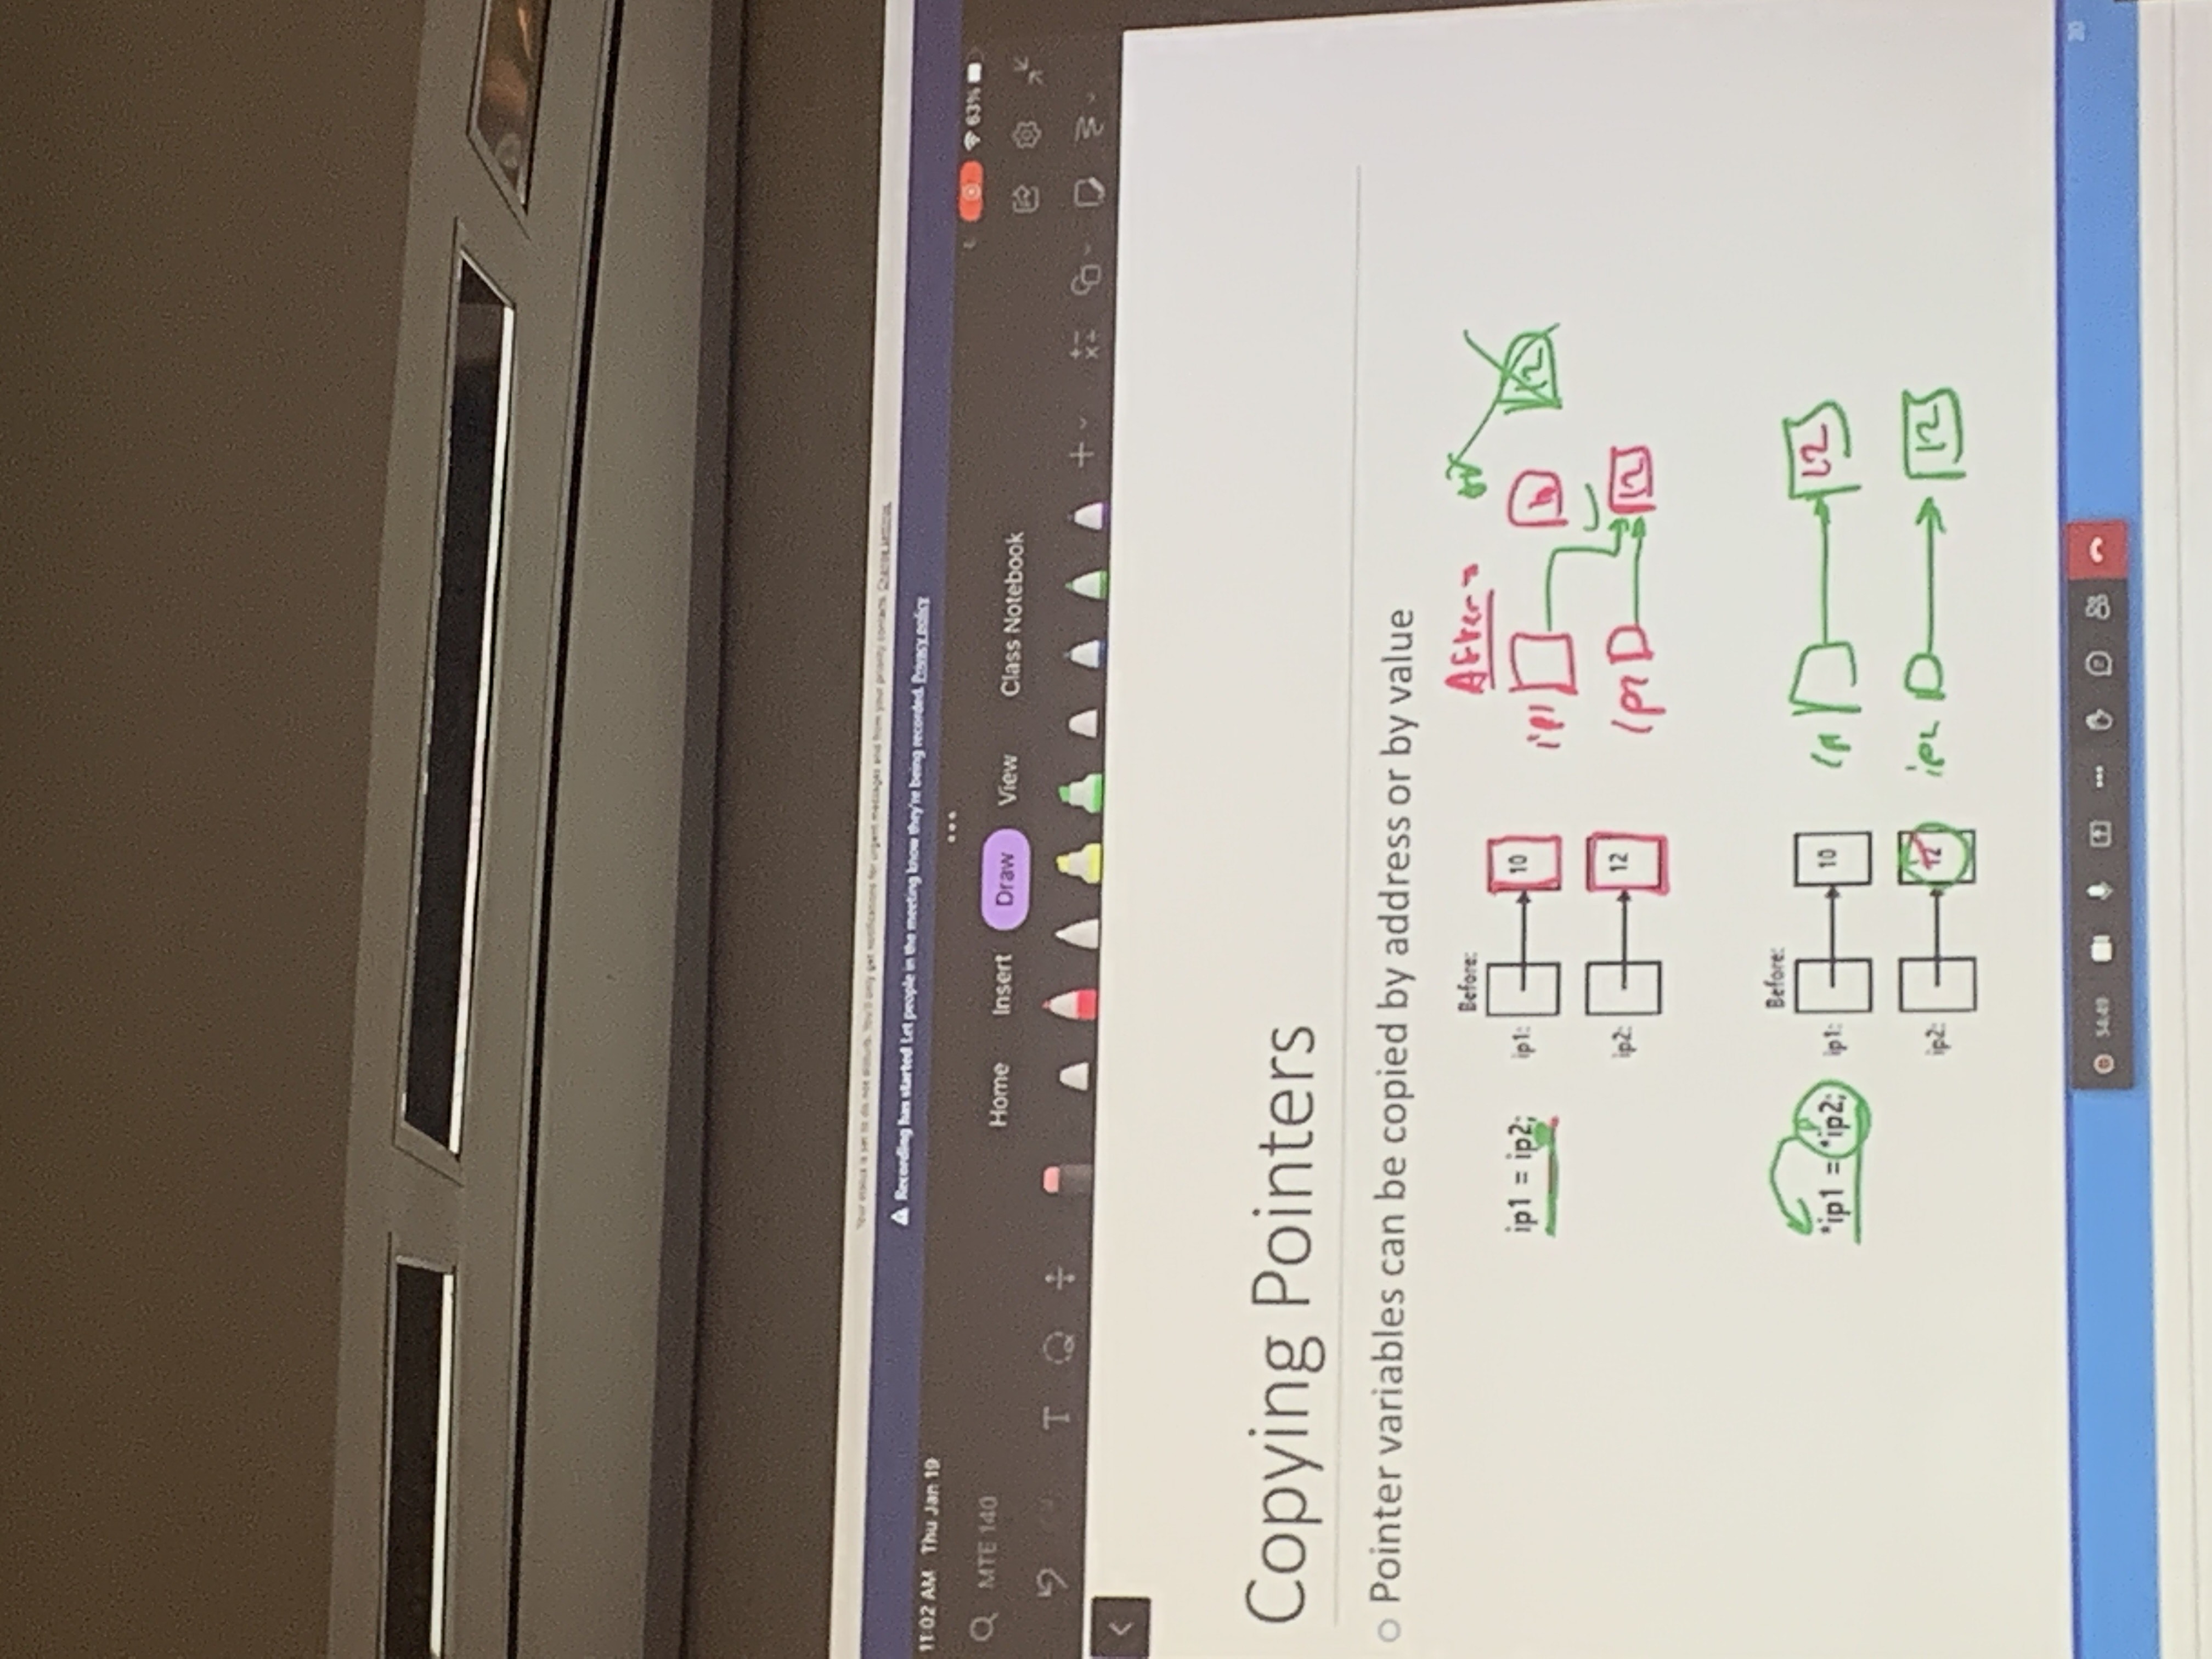 Your status is set to do not disturb. You'll only get notifications for urgent messages and from your priority contacts. Change settings.
Recording has started Let people in the meeting know they're being recorded. Privacy policy
11:02 AM Thu Jan 19
63%
MTE 140
Home Insert Draw View Class Notebook
Copying Pointers
Pointer variables can be copied by address or by value
Before: After
ip1 = ip2; ip1: 10 ip1 12
ip2: 12 12
Before:
*ip1 = *ip2; ip1: 10 12
ip2: 12 ip2 12
20
54:49